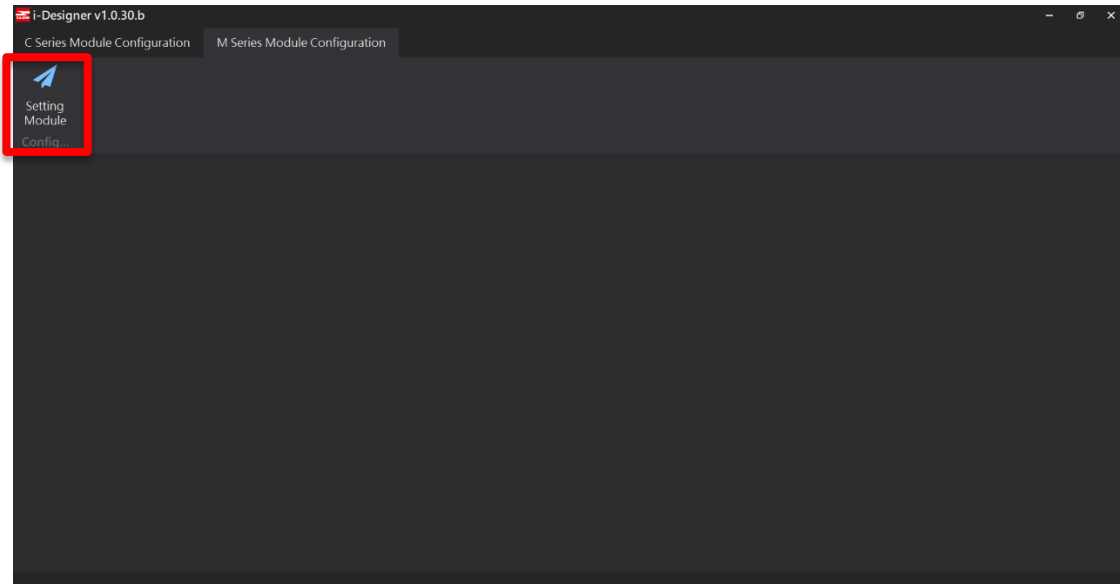 i-Designer v1.0.30.b
C Series Module Configuration M Series Module Configuration
Setting
Module
Config...